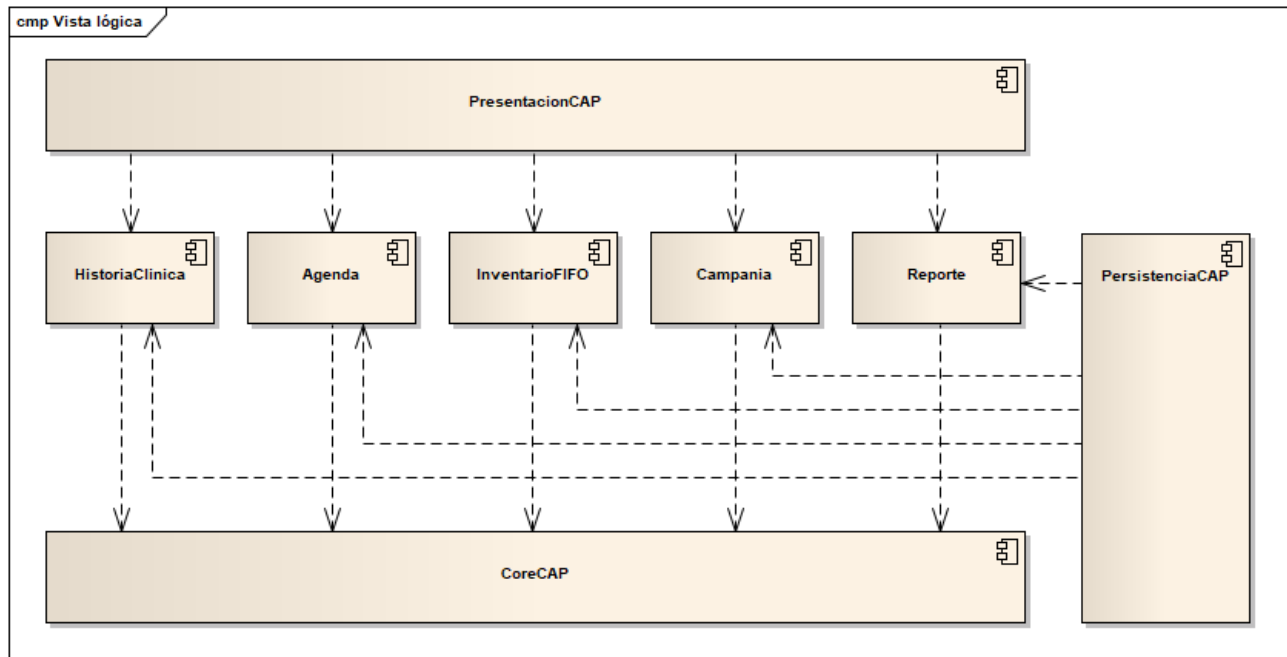 cmp Vista lógica
PresentacionCAP
HistoriaClinica
Agenda
InventarioFIFO
Campania
Reporte
PersistenciaCAP
CoreCAP